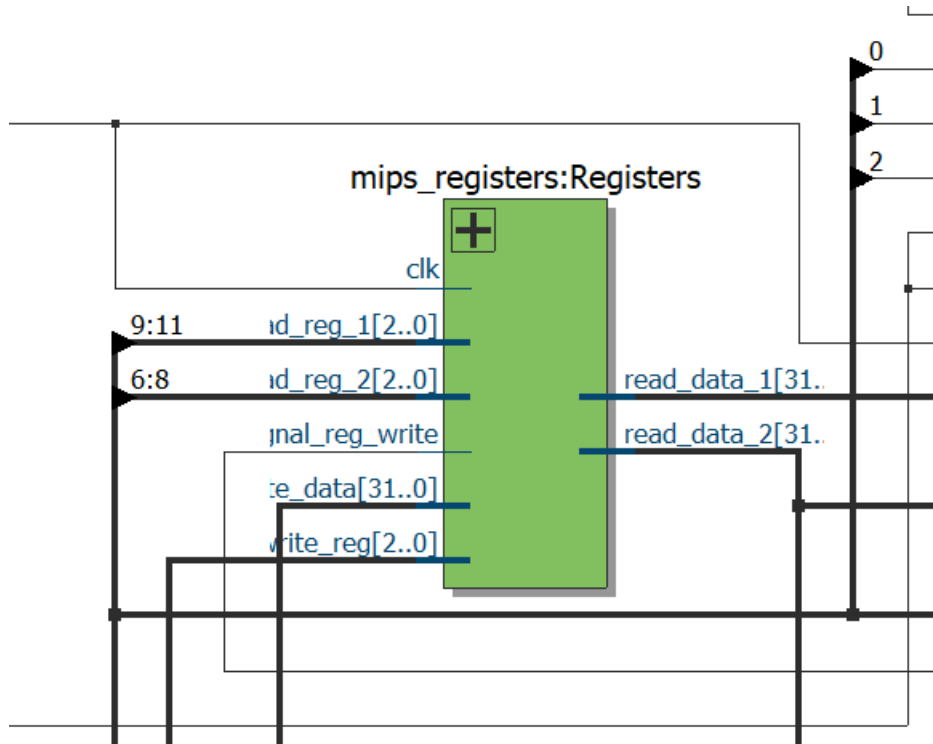 0
1
2
mips_registers:Registers
clk
9:11
ad_reg_1[2..0]
6:8
ad_reg_2[2..0]
read_data_1[31..
gnal_reg_write
read_data_2[31..
te_data[31..0]
write_reg[2..0]